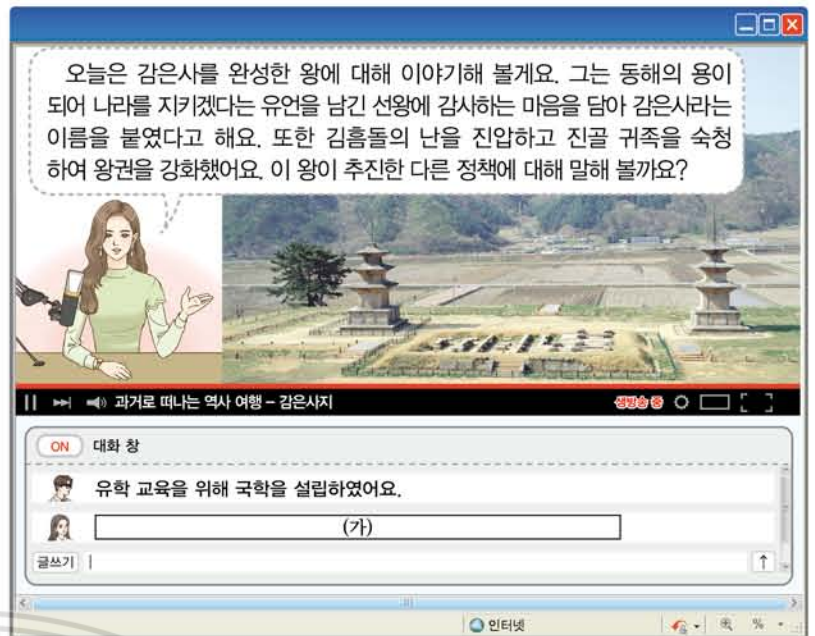 오늘은 감은사를 완성한 왕에 대해 이야기해 볼게요. 그는 동해의 용이
되어 나라를 지키겠다는 유언을 남긴 선왕에 감사하는 마음을 담아 감은사라는
이름을 붙였다고 해요. 또한 김흠돌의 난을 진압하고 진골 귀족을 숙청
하여 왕권을 강화했어요. 이 왕이 추진한 다른 정책에 대해 말해 볼까요?
과거로 떠나는 역사 여행 – 감은사지
생방송 중
ON 대화 창
유학 교육을 위해 국학을 설립하였어요.
(가)
글쓰기
인터넷
%